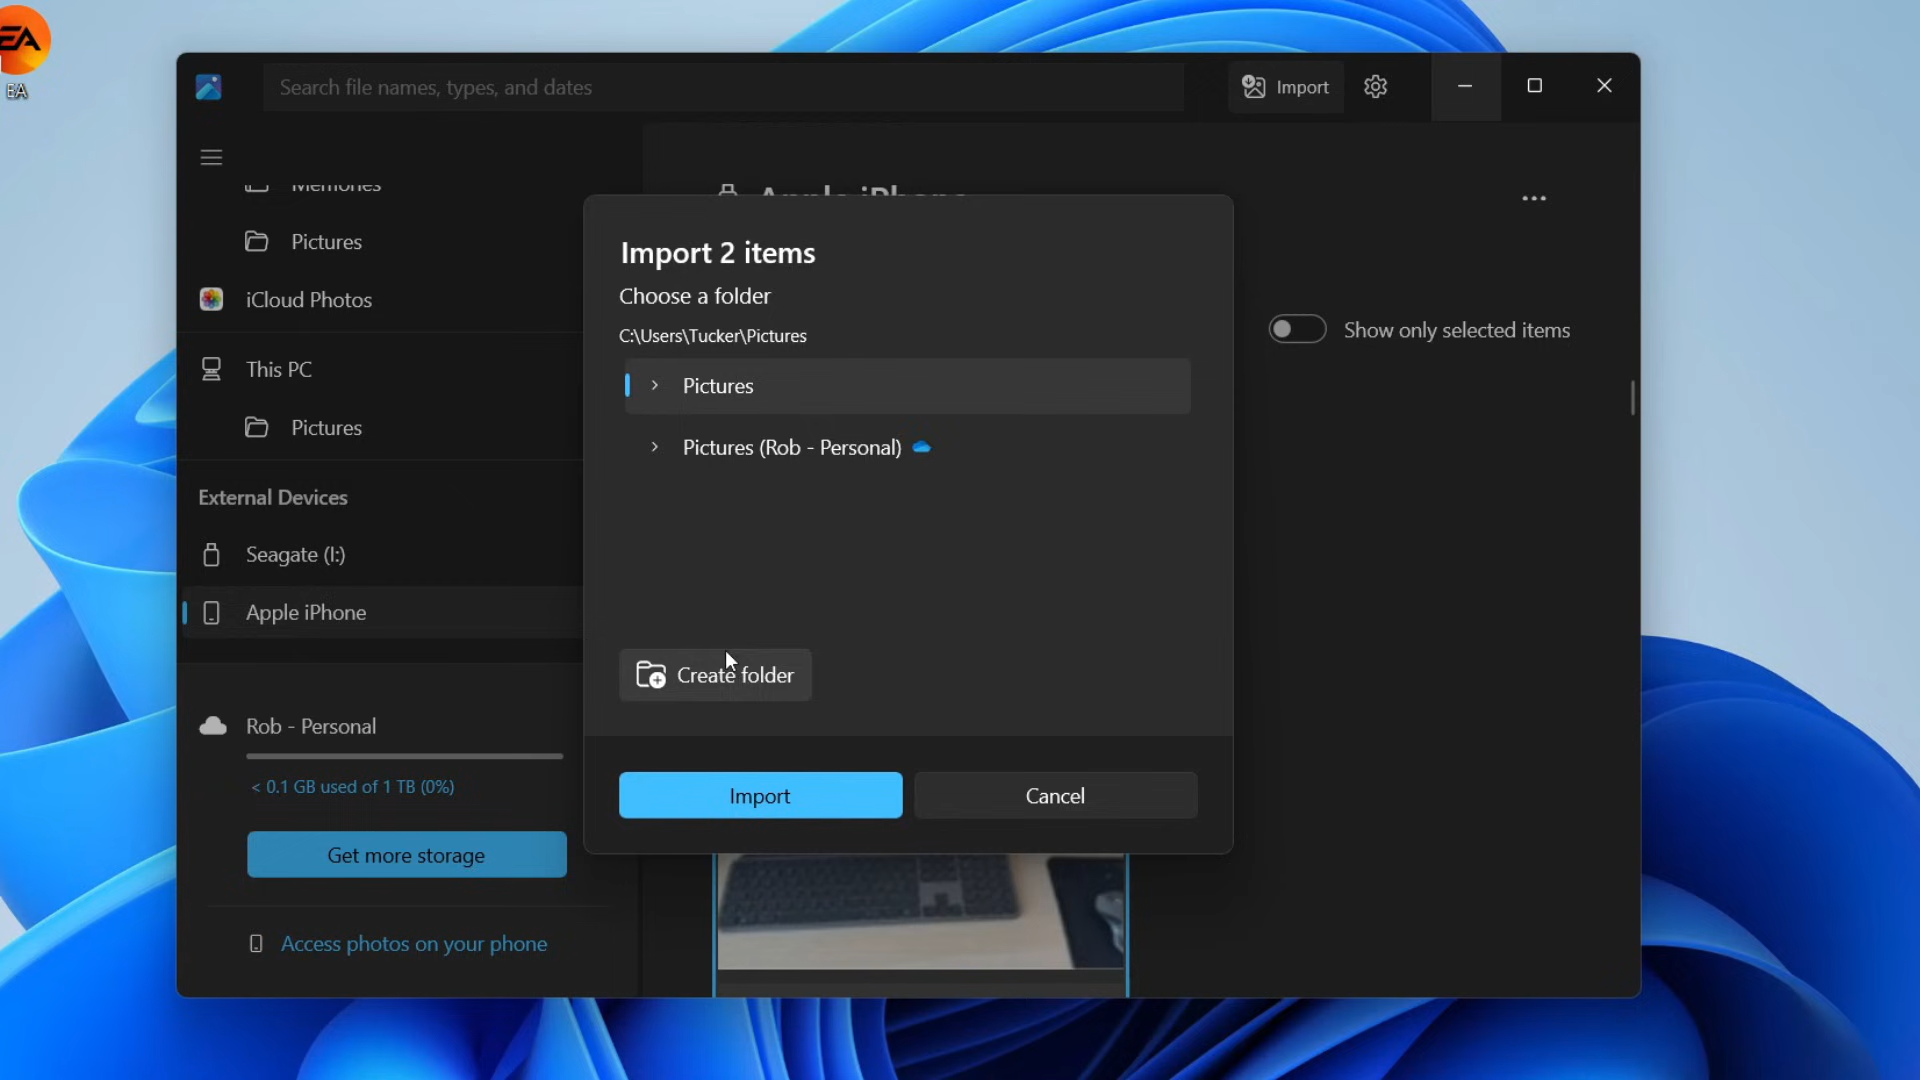 EA
EA
Search file names, types, and dates
Import
Memories
Pictures
iCloud Photos
This PC
Pictures
External Devices
Seagate (I:)
Apple iPhone
Rob - Personal
< 0.1 GB used of 1 TB (0%)
Get more storage
Access photos on your phone
Apple iPhone
Show only selected items
Import 2 items
Choose a folder
C:\Users\Tucker\Pictures
Pictures
Pictures (Rob - Personal)
Create folder
Import
Cancel